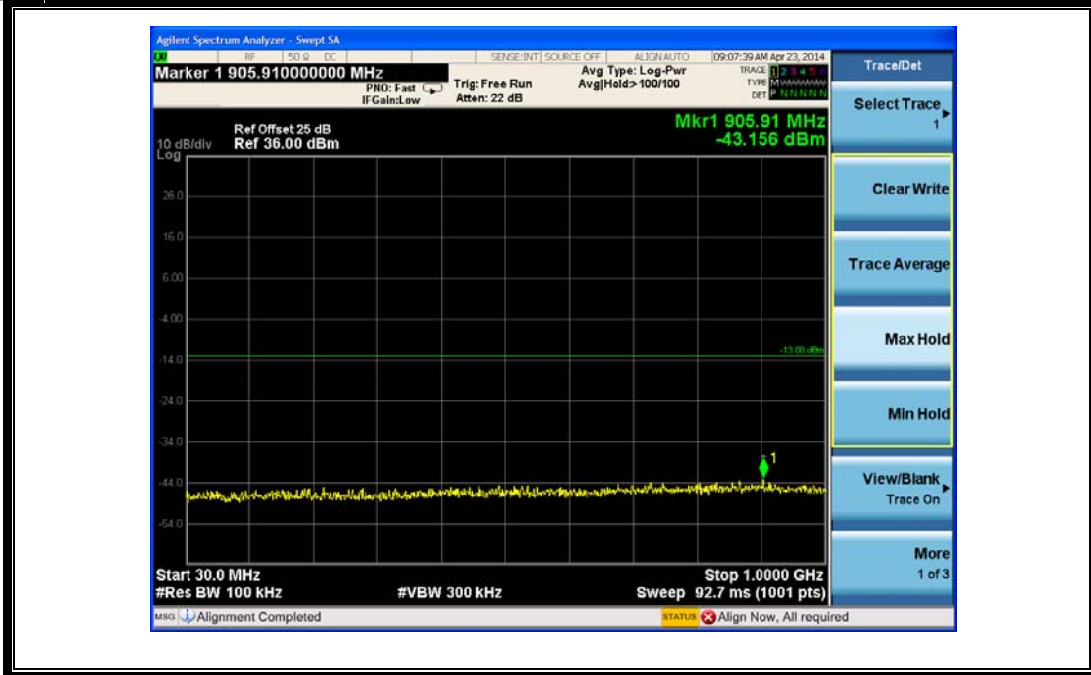 Agilent Spectrum Analyzer - Swept SA
RF 50 Ω DC SENSE:INT SOURCE OFF ALIGN AUTO 09:07:39 AM Apr 23, 2014
Marker 1 905.910000000 MHz
PNO: Fast
IFGain:Low
Trig: Free Run
Atten: 22 dB
Avg Type: Log-Pwr
Avg|Hold:>100/100
TRACE 1 2 3 4 5 6
TYPE M
DET P N N N N N
Mkr1 905.91 MHz
-43.156 dBm
Ref Offset 25 dB
10 dB/div Ref 36.00 dBm
Log
26.0
16.0
6.00
-4.00
-13.00 dBm
-14.0
-24.0
-34.0
1
-44.0
-54.0
Start 30.0 MHz
Stop 1.0000 GHz
#Res BW 100 kHz
#VBW 300 kHz
Sweep 92.7 ms (1001 pts)
MSG Alignment Completed
STATUS Align Now, All required
Trace/Det
Select Trace
1
Clear Write
Trace Average
Max Hold
Min Hold
View/Blank
Trace On
More
1 of 3